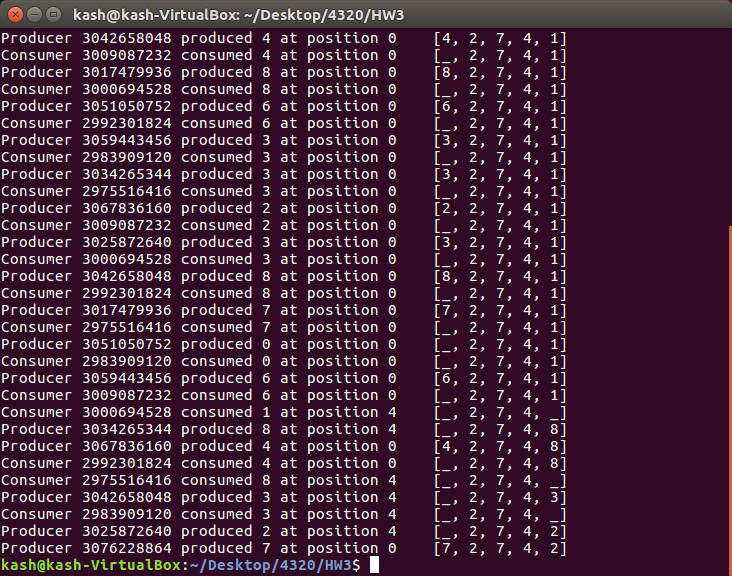 kash@kash-VirtualBox: ~/Desktop/4320/HW3
Producer 3042658048 produced 4 at position 0 [4, 2, 7, 4, 1]
Consumer 3009087232 consumed 4 at position 0 [_, 2, 7, 4, 1]
Producer 3017479936 produced 8 at position 0 [8, 2, 7, 4, 1]
Consumer 3000694528 consumed 8 at position 0 [_, 2, 7, 4, 1]
Producer 3051050752 produced 6 at position 0 [6, 2, 7, 4, 1]
Consumer 2992301824 consumed 6 at position 0 [_, 2, 7, 4, 1]
Producer 3059443456 produced 3 at position 0 [3, 2, 7, 4, 1]
Consumer 2983909120 consumed 3 at position 0 [_, 2, 7, 4, 1]
Producer 3034265344 produced 3 at position 0 [3, 2, 7, 4, 1]
Consumer 2975516416 consumed 3 at position 0 [_, 2, 7, 4, 1]
Producer 3067836160 produced 2 at position 0 [2, 2, 7, 4, 1]
Consumer 3009087232 consumed 2 at position 0 [_, 2, 7, 4, 1]
Producer 3025872640 produced 3 at position 0 [3, 2, 7, 4, 1]
Consumer 3000694528 consumed 3 at position 0 [_, 2, 7, 4, 1]
Producer 3042658048 produced 8 at position 0 [8, 2, 7, 4, 1]
Consumer 2992301824 consumed 8 at position 0 [_, 2, 7, 4, 1]
Producer 3017479936 produced 7 at position 0 [7, 2, 7, 4, 1]
Consumer 2975516416 consumed 7 at position 0 [_, 2, 7, 4, 1]
Producer 3051050752 produced 0 at position 0 [_, 2, 7, 4, 1]
Consumer 2983909120 consumed 0 at position 0 [_, 2, 7, 4, 1]
Producer 3059443456 produced 6 at position 0 [6, 2, 7, 4, 1]
Consumer 3009087232 consumed 6 at position 0 [_, 2, 7, 4, 1]
Consumer 3000694528 consumed 1 at position 4 [_, 2, 7, 4, _]
Producer 3034265344 produced 8 at position 4 [_, 2, 7, 4, 8]
Producer 3067836160 produced 4 at position 0 [4, 2, 7, 4, 8]
Consumer 2992301824 consumed 4 at position 0 [_, 2, 7, 4, 8]
Consumer 2975516416 consumed 8 at position 4 [_, 2, 7, 4, _]
Producer 3042658048 produced 3 at position 4 [_, 2, 7, 4, 3]
Consumer 2983909120 consumed 3 at position 4 [_, 2, 7, 4, _]
Producer 3025872640 produced 2 at position 4 [_, 2, 7, 4, 2]
Producer 3076228864 produced 7 at position 0 [7, 2, 7, 4, 2]
kash@kash-VirtualBox:~/Desktop/4320/HW3$